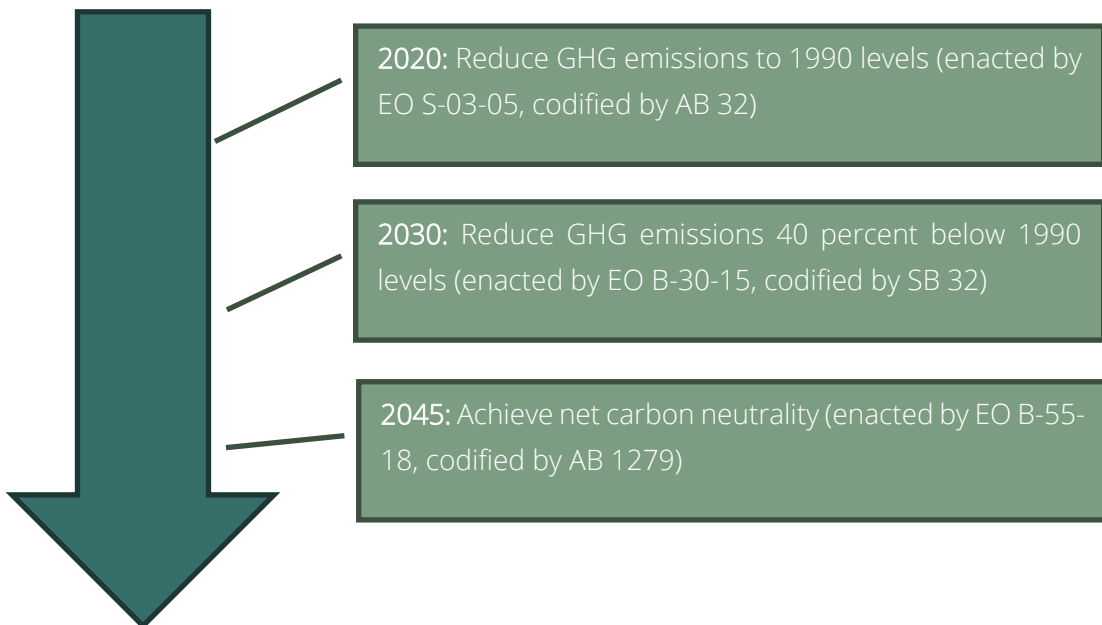 2020: Reduce GHG emissions to 1990 levels (enacted by
EO S-03-05, codified by AB 32)
2030: Reduce GHG emissions 40 percent below 1990
levels (enacted by EO B-30-15, codified by SB 32)
2045: Achieve net carbon neutrality (enacted by EO B-55-
18, codified by AB 1279)